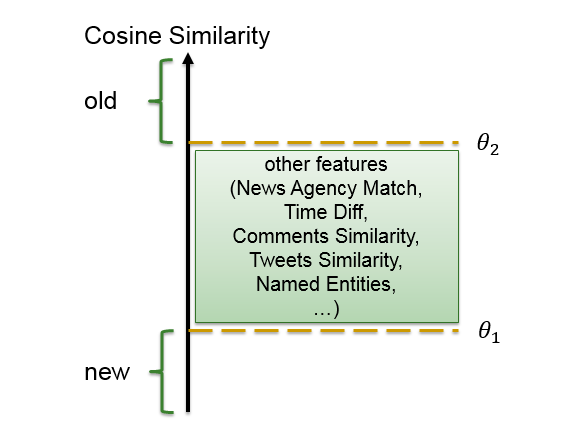 Cosine Similarity
old
θ₂
other features
(News Agency Match,
Time Diff,
Comments Similarity,
Tweets Similarity,
Named Entities,
…)
θ₁
new